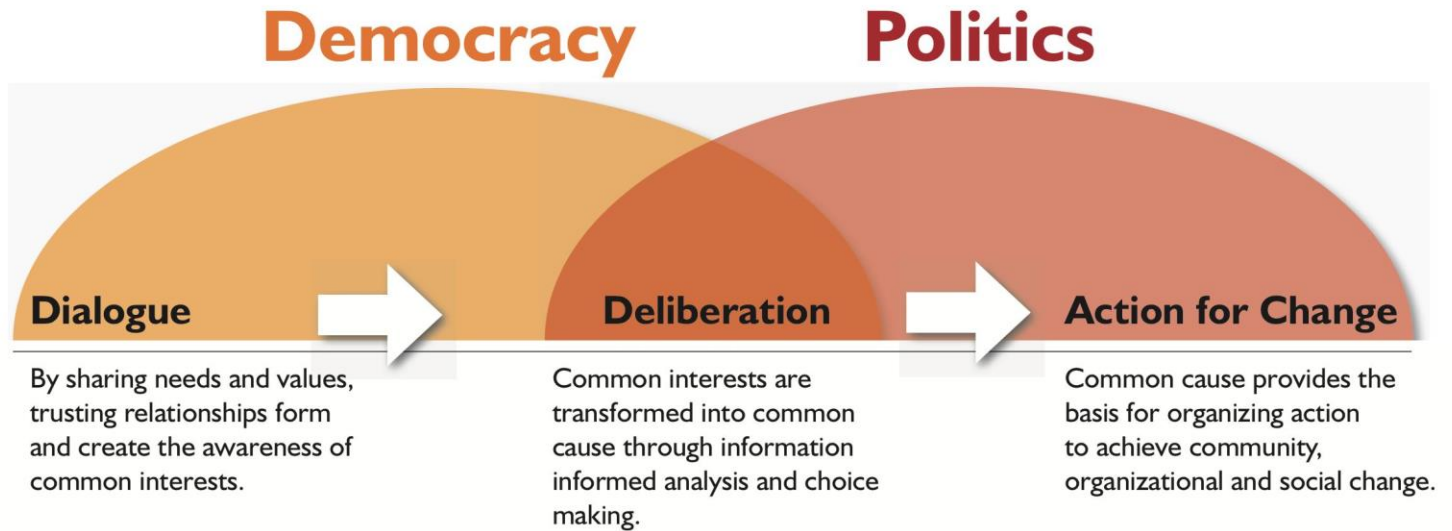 Democracy
Politics
Dialogue
Deliberation
Action for Change
By sharing needs and values,
trusting relationships form
and create the awareness of
common interests.
Common interests are
transformed into common
cause through information
informed analysis and choice
making.
Common cause provides the
basis for organizing action
to achieve community,
organizational and social change.